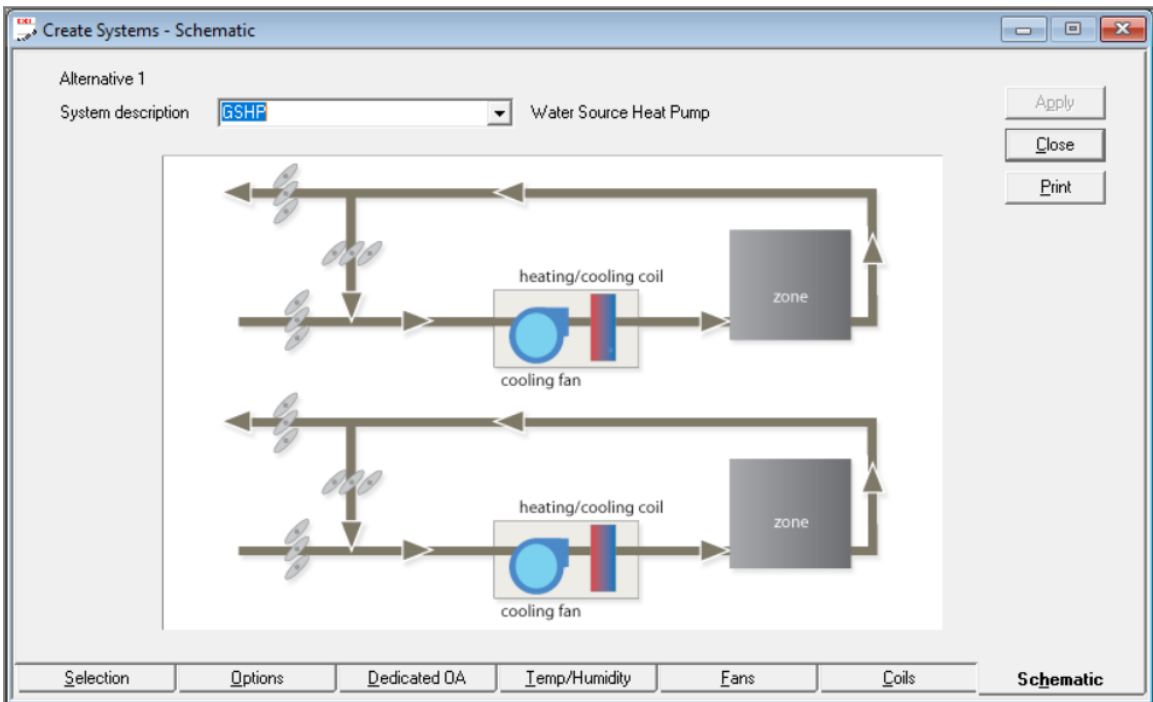 Create Systems - Schematic
Alternative 1
System description GSHP Water Source Heat Pump
Apply
Close
Print
heating/cooling coil
zone
cooling fan
heating/cooling coil
zone
cooling fan
Selection Options Dedicated OA Temp/Humidity Fans Coils Schematic